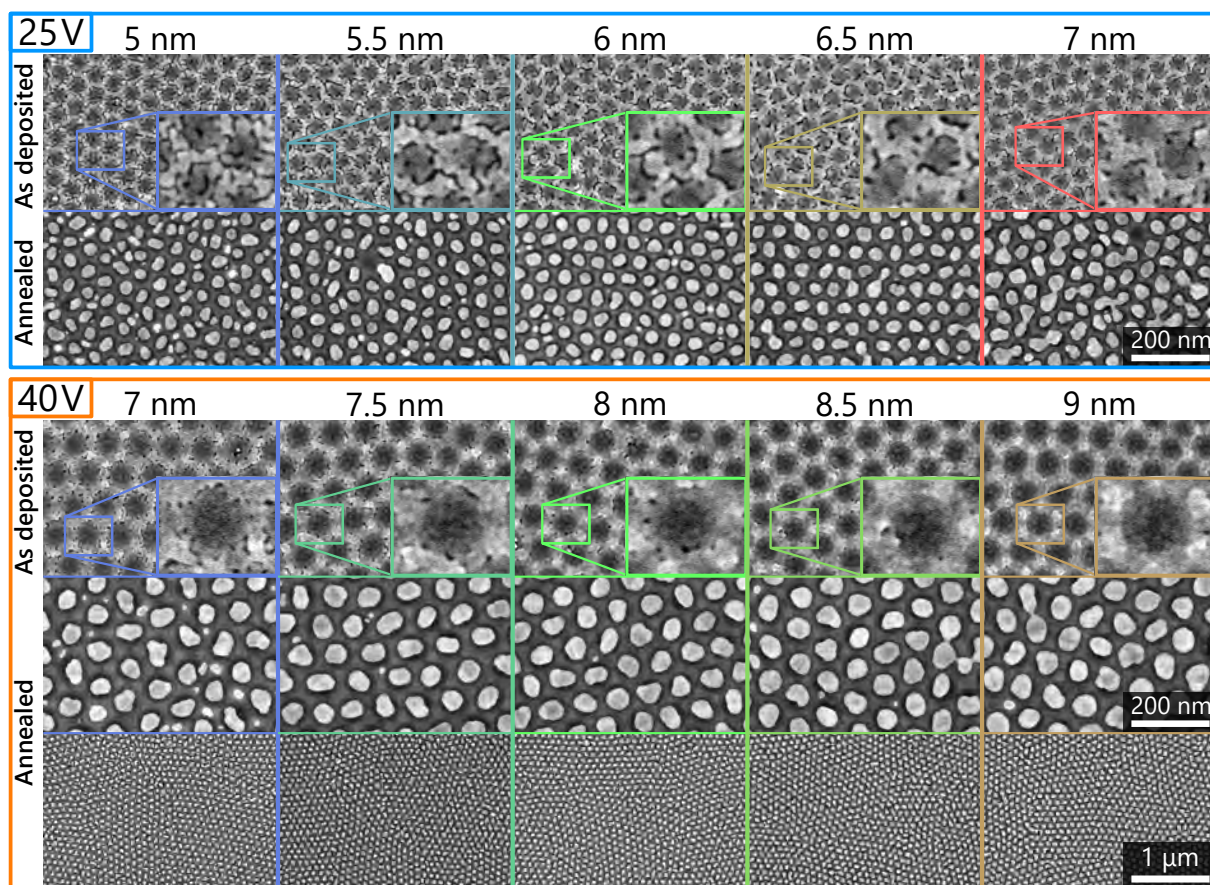 25V
5 nm 5.5 nm 6 nm 6.5 nm 7 nm
As deposited
Annealed
200 nm
40V
7 nm 7.5 nm 8 nm 8.5 nm 9 nm
As deposited
Annealed
200 nm
1 µm